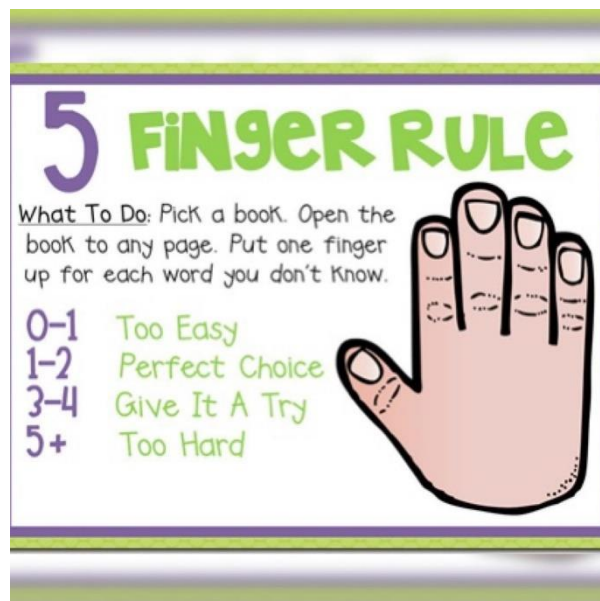 5 FiNgER RULe
What To Do: Pick a book. Open the
book to any page. Put one finger
up for each word you don't know.
0-1 Too Easy
1-2 Perfect Choice
3-4 Give It A Try
5+ Too Hard